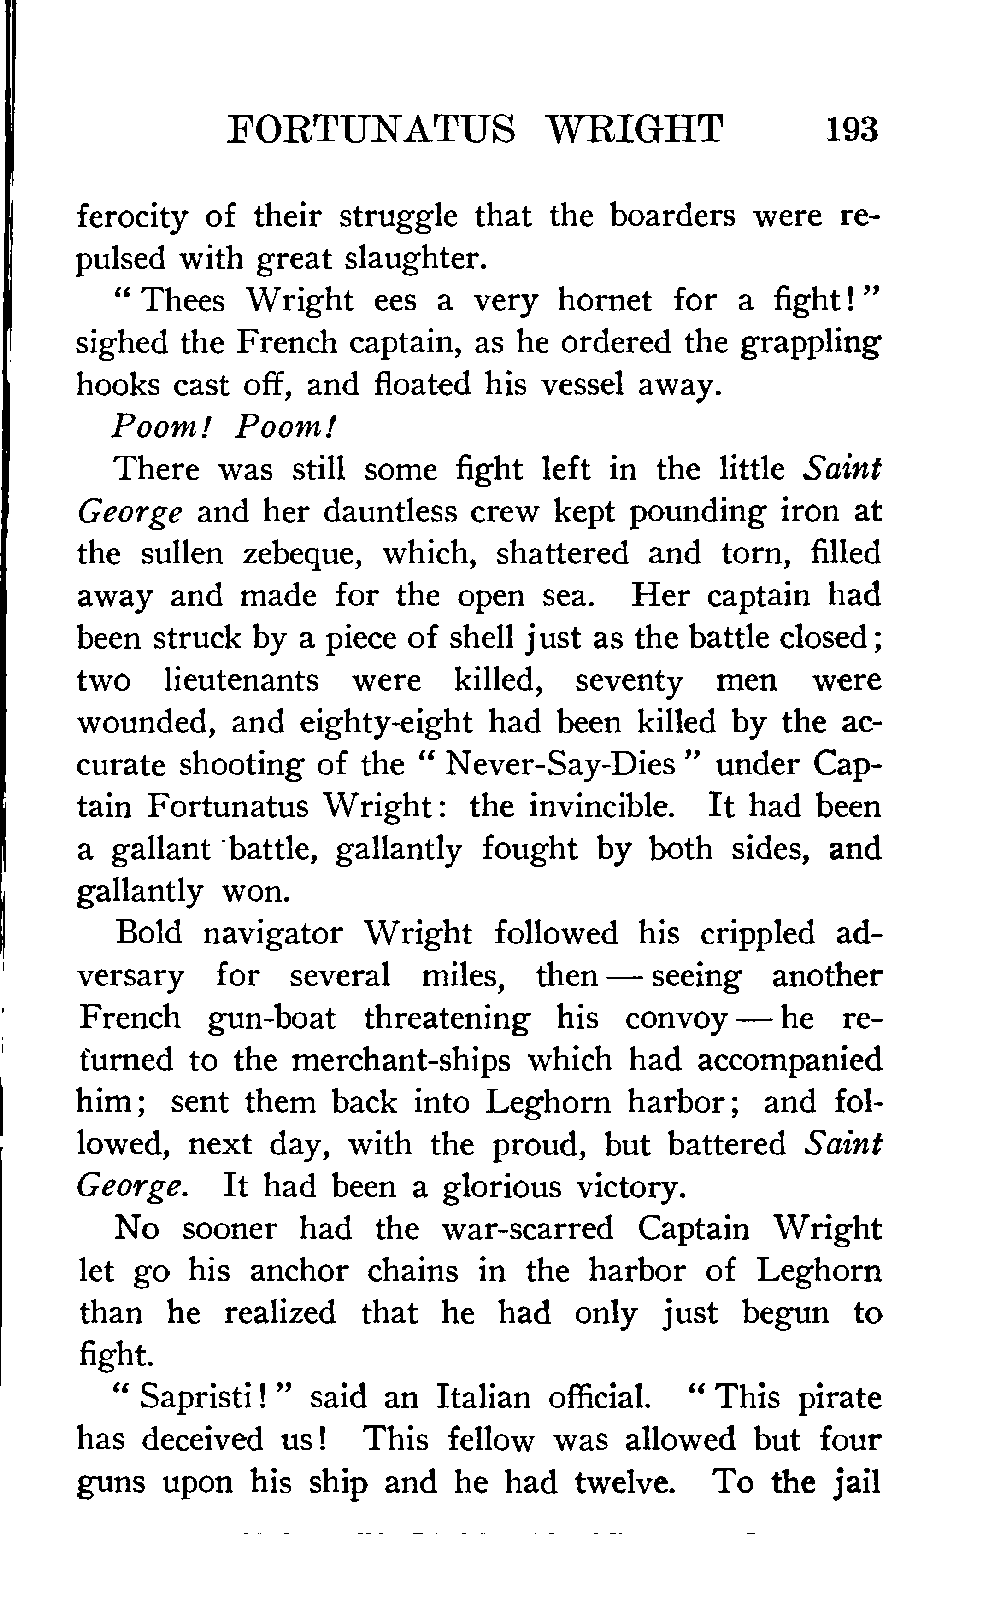 FORTUNATUS WRIGHT 193
ferocity of their struggle that the boarders were re-
pulsed with great slaughter.
“ Thees Wright ees a very hornet for a fight! ”
sighed the French captain, as he ordered the grappling
hooks cast off, and floated his vessel away.
Poom! Poom!
There was still some fight left in the little Saint
George and her dauntless crew kept pounding iron at
the sullen zebeque, which, shattered and torn, filled
away and made for the open sea. Her captain had
been struck by a piece of shell just as the battle closed;
two lieutenants were killed, seventy men were
wounded, and eighty-eight had been killed by the ac-
curate shooting of the “ Never-Say-Dies ” under Cap-
tain Fortunatus Wright: the invincible. It had been
a gallant battle, gallantly fought by both sides, and
gallantly won.
Bold navigator Wright followed his crippled ad-
versary for several miles, then — seeing another
French gun-boat threatening his convoy — he re-
turned to the merchant-ships which had accompanied
him; sent them back into Leghorn harbor; and fol-
lowed, next day, with the proud, but battered Saint
George. It had been a glorious victory.
No sooner had the war-scarred Captain Wright
let go his anchor chains in the harbor of Leghorn
than he realized that he had only just begun to
fight.
“ Sapristi! ” said an Italian official. “ This pirate
has deceived us! This fellow was allowed but four
guns upon his ship and he had twelve. To the jail